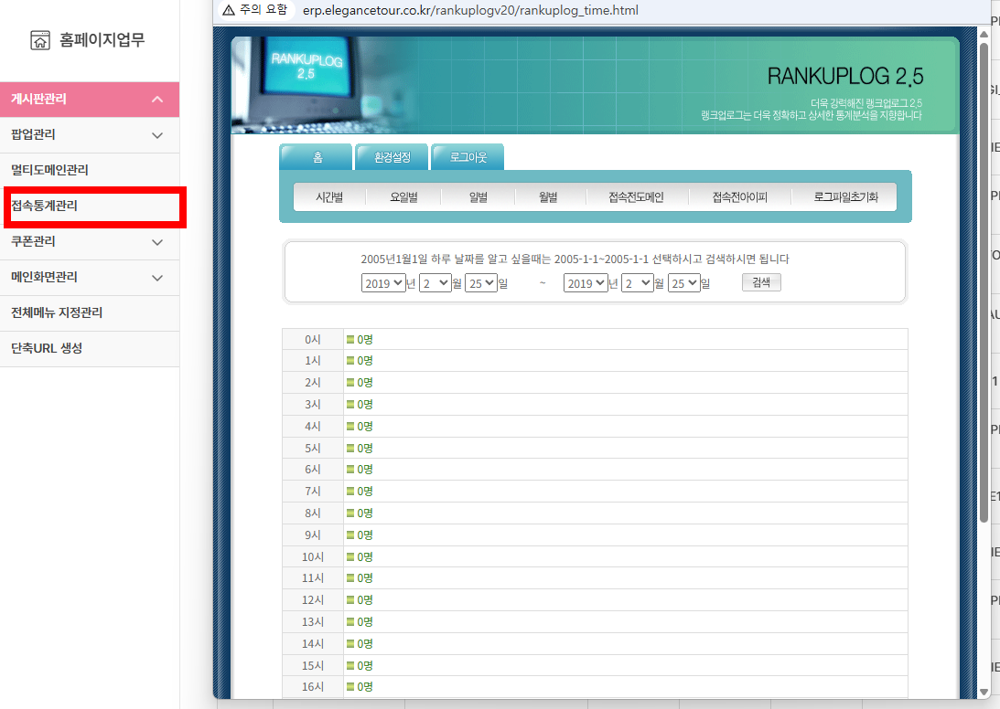 주의 요함 erp.elegancetour.co.kr/rankuplogv20/rankuplog_time.html
홈페이지업무
게시판관리
팝업관리
멀티도메인관리
접속통계관리
쿠폰관리
메인화면관리
전체메뉴 지정관리
단축URL 생성
RANKUPLOG
2.5
RANKUPLOG 2.5
더욱 강력해진 랭크업로그 2.5
랭크업로그는 더욱 정확하고 상세한 통계분석을 지향합니다
홈 환경설정 로그아웃
시간별 요일별 일별 월별 접속전도메인 접속전아이피 로그파일초기화
2005년1월1일 하루 날짜를 알고 싶을때는 2005-1-1~2005-1-1 선택하시고 검색하시면 됩니다
2019 년 2 월 25 일 ~ 2019 년 2 월 25 일 검색
0시 0명
1시 0명
2시 0명
3시 0명
4시 0명
5시 0명
6시 0명
7시 0명
8시 0명
9시 0명
10시 0명
11시 0명
12시 0명
13시 0명
14시 0명
15시 0명
16시 0명